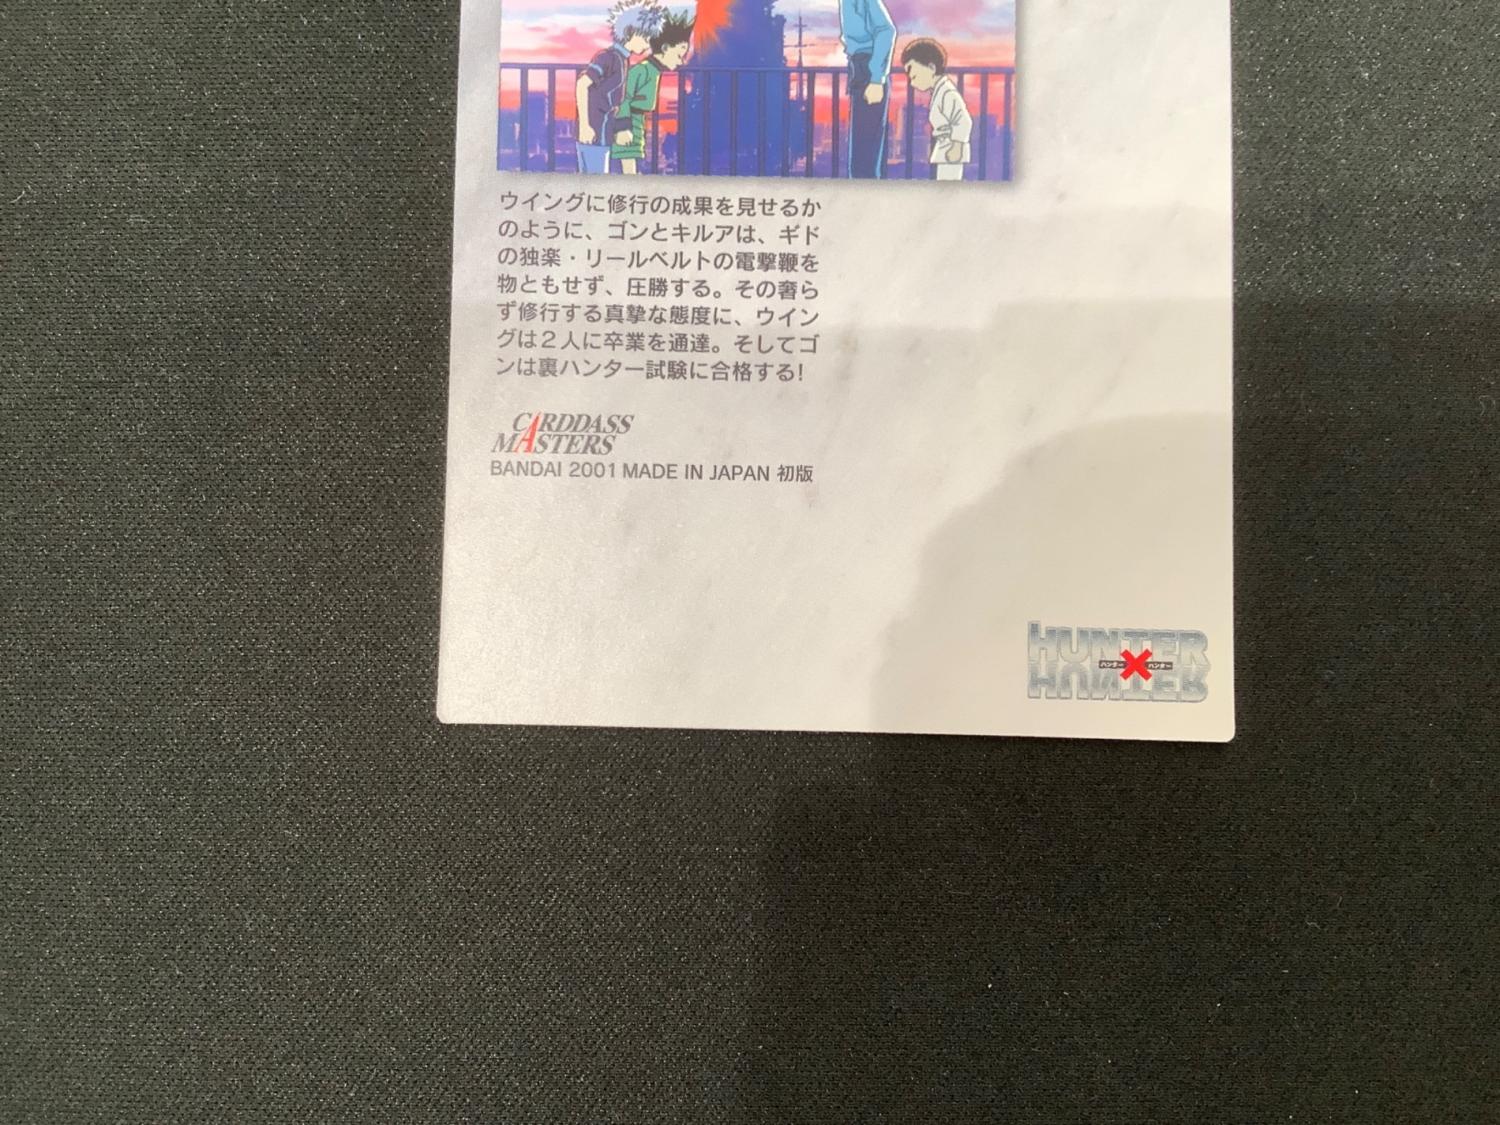 ウイングに修行の成果を見せるか
のように、ゴンとキルアは、ギド
の独楽・リールベルトの電撃鞭を
物ともせず、圧勝する。その奢ら
ず修行する真摯な態度に、ウイン
グは２人に卒業を通達。そしてゴ
ンは裏ハンター試験に合格する!
CARDDASS
MASTERS
BANDAI 2001 MADE IN JAPAN 初版
HUNTER
ハンター×ハンター
HUNTER